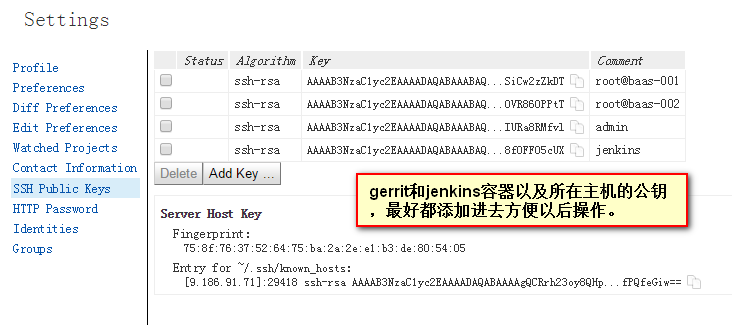 Settings
Profile
Preferences
Diff Preferences
Edit Preferences
Watched Projects
Contact Information
SSH Public Keys
HTTP Password
Identities
Groups
Status Algorithm Key Comment
ssh-rsa AAAAB3NzaC1yc2EAAAADAQABAAABAQ...SiCw2zZkDT root@baas-001
ssh-rsa AAAAB3NzaC1yc2EAAAADAQABAAABAQ...OVR86OPPtT root@baas-002
ssh-rsa AAAAB3NzaC1yc2EAAAADAQABAAABAQ...IURa8RMfvl admin
ssh-rsa AAAAB3NzaC1yc2EAAAADAQABAAABAQ...8fOFFO5cUX jenkins
Delete Add Key ...
gerrit和jenkins容器以及所在主机的公钥
，最好都添加进去方便以后操作。
Server Host Key
Fingerprint:
75:8f:76:37:52:64:75:ba:2a:2e:e1:b3:de:80:54:05
Entry for ~/.ssh/known_hosts:
[9.186.91.71]:29418 ssh-rsa AAAAB3NzaC1yc2EAAAADAQABAAAAgQCRrh23oy8QHp...fPQfeGiw==